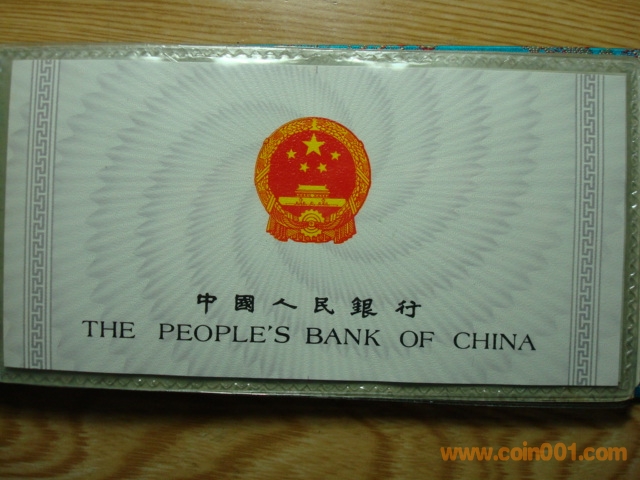 中國人民銀行
THE PEOPLE'S BANK OF CHINA
www.coin001.com